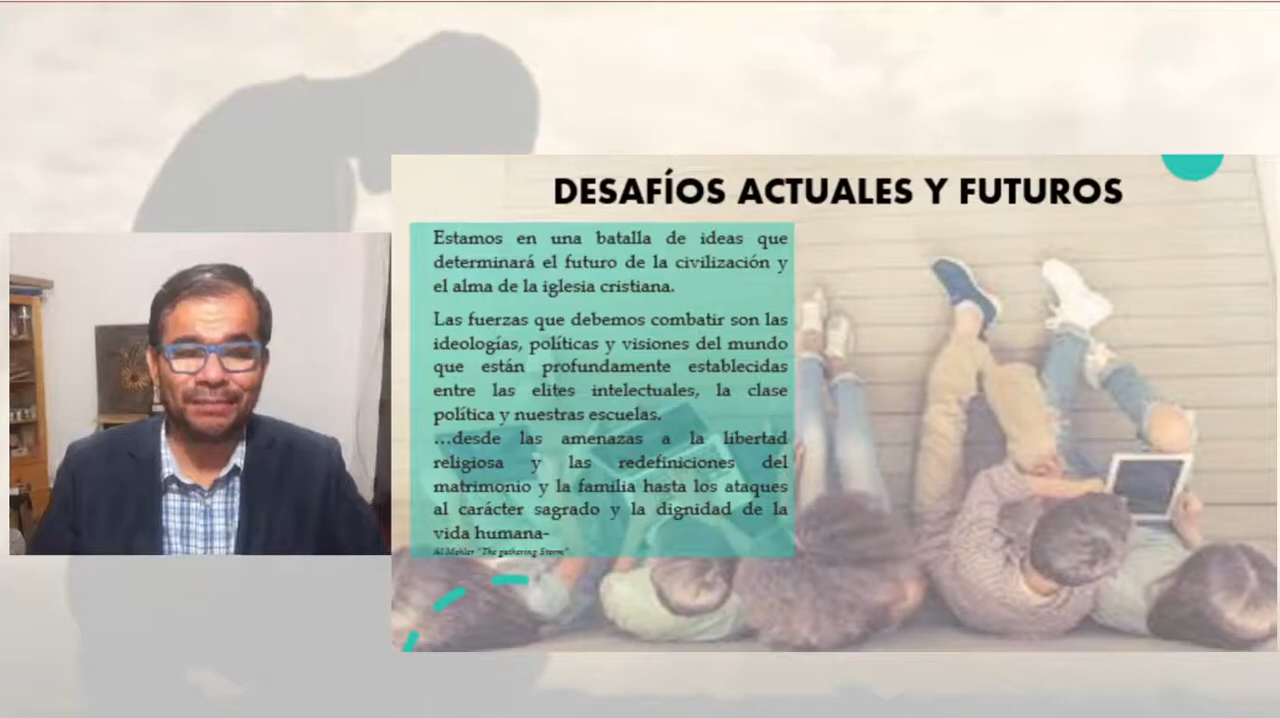 DESAFÍOS ACTUALES Y FUTUROS
Estamos en una batalla de ideas que
determinará el futuro de la civilización y
el alma de la iglesia cristiana.
Las fuerzas que debemos combatir son las
ideologías, políticas y visiones del mundo
que están profundamente establecidas
entre las elites intelectuales, la clase
política y nuestras escuelas.
...desde las amenazas a la libertad
religiosa y las redefiniciones del
matrimonio y la familia hasta los ataques
al carácter sagrado y la dignidad de la
vida humana-
Al Mohler "The gathering Storm"